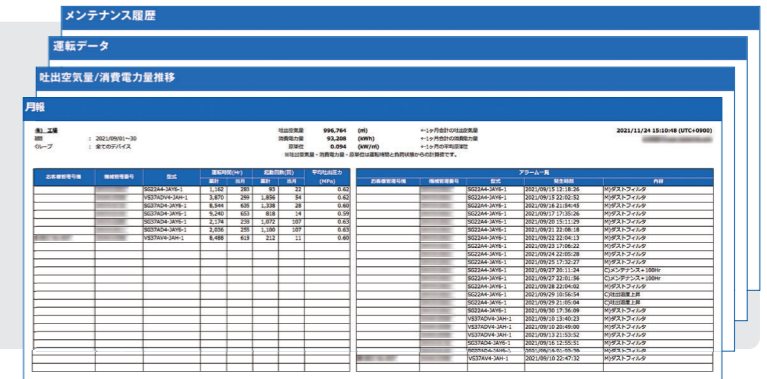 メンテナンス履歴
運転データ
吐出空気量/消費電力量推移
月報
吐出空気量 996,764 (㎥) ←1ヶ月合計の吐出空気量 2021/11/24 15:10:48 (UTC+0900)
期間 : 2021/09/01～30 消費電力量 93,208 (kWh) ←1ヶ月合計の消費電力量
グループ : 全てのデバイス 原単位 0.094 (kW/㎥) ←1ヶ月の平均原単位
※吐出空気量・消費電力量・原単位は運転時間と負荷状態からの計算値です。
お客様管理号機 機械管理番号 型式 運転時間(Hr) 起動回数(回) 平均吐出圧力 アラーム一覧
累計 当月 累計 当月 (MPa) お客様管理号機 機械管理番号 型式 発生時間 内容
SG22A4-JAY6-1 1,162 283 93 22 0.62 SG22A4-JAY6-1 2021/09/15 12:18:26 M)ダストフィルタ
VS37ADV4-JAH-1 3,870 299 1,856 54 0.62 SG22A4-JAY6-1 2021/09/15 22:02:52 M)ダストフィルタ
SG37AD4-JAY6-1 8,544 635 1,338 28 0.60 SG22A4-JAY6-1 2021/09/16 21:54:45 M)ダストフィルタ
SG37AD4-JAY6-1 9,240 653 818 14 0.59 SG22A4-JAY6-1 2021/09/17 17:35:26 M)ダストフィルタ
SG37AD4-JAY6-1 2,174 239 1,072 107 0.63 SG22A4-JAY6-1 2021/09/20 15:11:29 M)ダストフィルタ
SG37AD4-JAY6-1 2,036 255 1,100 107 0.63 SG22A4-JAY6-1 2021/09/21 22:08:18 M)ダストフィルタ
VS37AV4-JAH-1 8,488 613 212 11 0.60 SG22A4-JAY6-1 2021/09/22 22:04:13 M)ダストフィルタ
SG22A4-JAY6-1 2021/09/23 17:06:22 M)ダストフィルタ
SG22A4-JAY6-1 2021/09/24 22:05:28 M)ダストフィルタ
SG22A4-JAY6-1 2021/09/25 17:32:27 M)ダストフィルタ
SG22A4-JAY6-1 2021/09/27 20:11:24 C)メンテナンス+100Hr
SG22A4-JAY6-1 2021/09/27 22:01:56 C)メンテナンス+100Hr
SG22A4-JAY6-1 2021/09/28 22:04:02 M)ダストフィルタ
SG22A4-JAY6-1 2021/09/29 10:56:54 C)吐出温度上昇
SG22A4-JAY6-1 2021/09/29 21:05:04 C)吐出温度上昇
SG22A4-JAY6-1 2021/09/30 17:36:09 M)ダストフィルタ
VS37ADV4-JAH-1 2021/09/10 13:40:23 M)ダストフィルタ
VS37ADV4-JAH-1 2021/09/10 20:49:00 M)ダストフィルタ
VS37ADV4-JAH-1 2021/09/13 21:53:52 M)ダストフィルタ
SG37AD4-JAY6-1 2021/09/16 12:55:51 M)ダストフィルタ
VS37AV4-JAH-1 2021/09/10 22:47:32 M)ダストフィルタ